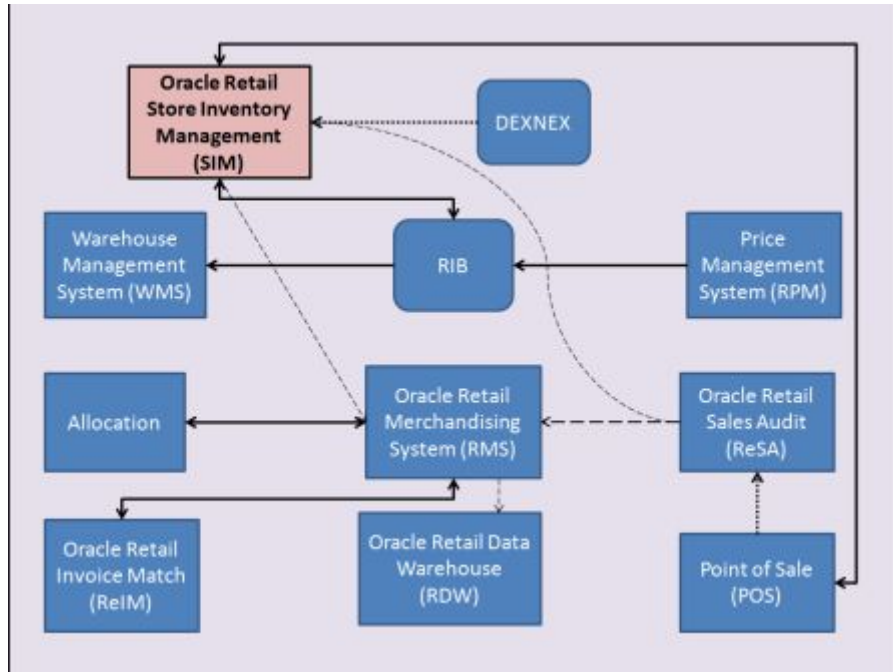 Oracle Retail
Store Inventory
Management
(SIM)
DEXNEX
Warehouse
Management
System (WMS)
RIB
Price
Management
System (RPM)
Allocation
Oracle Retail
Merchandising
System (RMS)
Oracle Retail
Sales Audit
(ReSA)
Oracle Retail
Invoice Match
(ReIM)
Oracle Retail Data
Warehouse
(RDW)
Point of Sale
(POS)